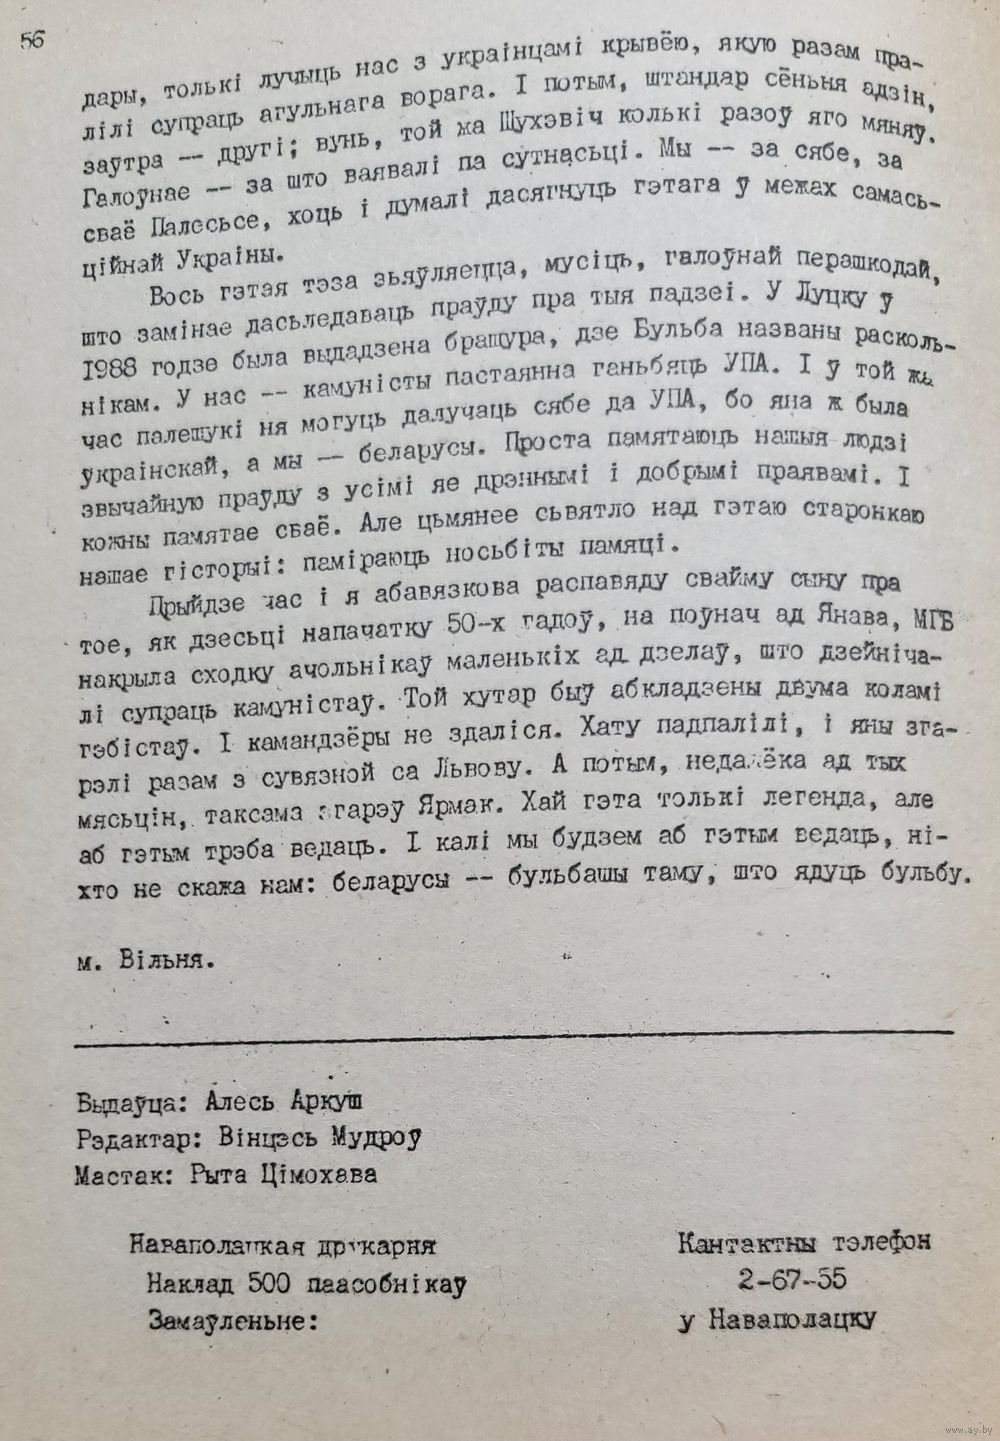 56
дары, толькі лучыць нас з украінцамі крывёю, якую разам пра-
лілі супраць агульнага ворага. І потым, штандар сёньня адзін,
заўтра -- другі; вунь, той жа Шухэвіч колькі разоў яго мяняў.
Галоўнае -- за што ваявалі па сутнасьці. Мы -- за сябе, за
сваё Палесьсе, хоць і думалі дасягнуць гэтага ў межах самась-
ційнай Украіны.
Вось гэтая тэза зьяўляецца, мусіць, галоўнай перашкодай,
што замінае дасьледаваць праўду пра тыя падзеі. У Луцку ў
1988 годзе была выдадзена брашура, дзе Бульба названы расколь-
нікам. У нас -- камуністы пастаянна ганьбяць УПА. І ў той жа
час палешукі ня могуць далучаць сябе да УПА, бо яна ж была
ўкраінскай, а мы -- беларусы. Проста памятаюць нашыя людзі
звычайную праўду з усімі яе дрэннымі і добрымі праявамі. І
кожны памятае сваё. Але цьмянее сьвятло над гэтаю старонкаю
нашае гісторыі: паміраюць носьбіты памяці.
Прыйдзе час і я абавязкова распавяду свайму сыну пра
тое, як дзесьці напачатку 50-х гадоў, на поўнач ад Янава, МГБ
накрыла сходку ачольнікаў маленькіх ад дзелаў, што дзейніча-
лі супраць камуністаў. Той хутар быў абкладзены двума коламі
гэбістаў. І камандзёры не здаліся. Хату падпалілі, і яны зга-
рэлі разам з сувязной са Львову. А потым, недалёка ад тых
мясьцін, таксама згарэў Ярмак. Хай гэта толькі легенда, але
аб гэтым трэба ведаць. І калі мы будзем аб гэтым ведаць, ні-
хто не скажа нам: беларусы -- бульбашы таму, што ядуць бульбу.
м. Вільня.
Выдаўца: Алесь Аркуш
Рэдактар: Вінцэсь Мудроў
Мастак: Рыта Цімохава
Наваполацкая друкарня
Наклад 500 паасобнікаў
Замаўленьне:
Кантактны тэлефон
2-67-55
у Наваполацку
www.ay.by